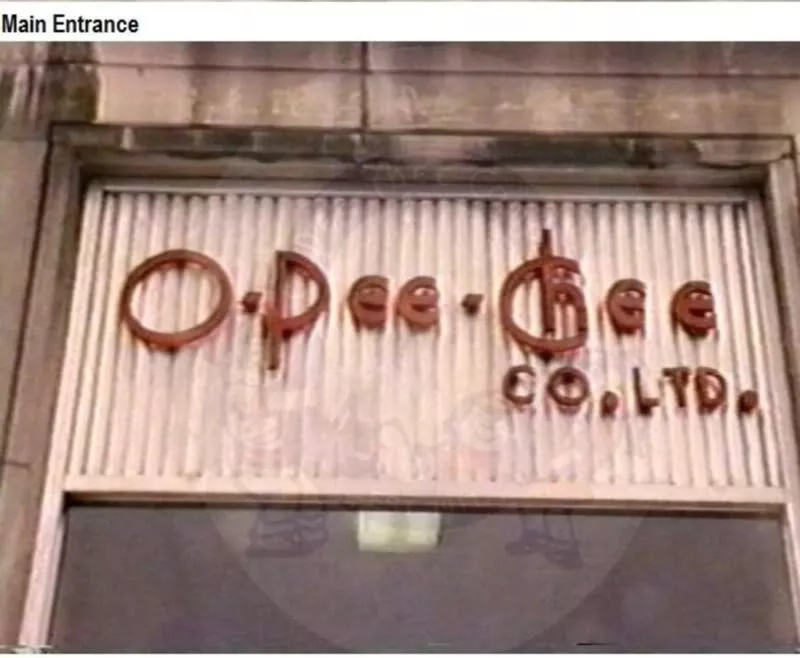 Main Entrance
O-Pee-Chee
CO. LTD.